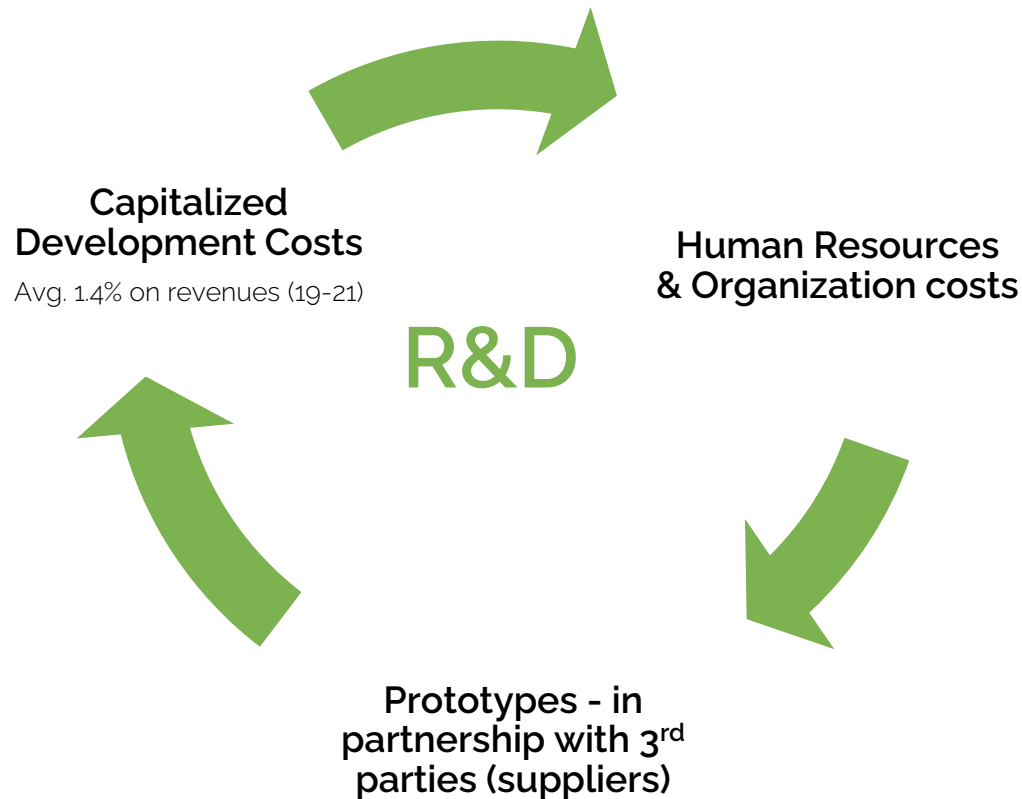 Capitalized
Development Costs
Avg. 1.4% on revenues (19-21)
Human Resources
& Organization costs
R&D
Prototypes - in
partnership with 3rd
parties (suppliers)